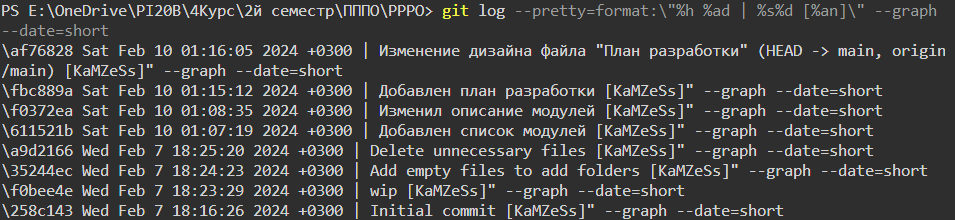 PS E:\OneDrive\PI20B\4Курс\2й семестр\ПППО\PPPO> git log --pretty=format:\"%h %ad | %s%d [%an]\" --graph
--date=short
\af76828 Sat Feb 10 01:16:05 2024 +0300 | Изменение дизайна файла "План разработки" (HEAD -> main, origin
/main) [KaMZeSs]" --graph --date=short
\fbc889a Sat Feb 10 01:15:12 2024 +0300 | Добавлен план разработки [KaMZeSs]" --graph --date=short
\f0372ea Sat Feb 10 01:08:35 2024 +0300 | Изменил описание модулей [KaMZeSs]" --graph --date=short
\611521b Sat Feb 10 01:07:19 2024 +0300 | Добавлен список модулей [KaMZeSs]" --graph --date=short
\a9d2166 Wed Feb 7 18:25:20 2024 +0300 | Delete unnecessary files [KaMZeSs]" --graph --date=short
\35244ec Wed Feb 7 18:24:23 2024 +0300 | Add empty files to add folders [KaMZeSs]" --graph --date=short
\f0bee4e Wed Feb 7 18:23:29 2024 +0300 | wip [KaMZeSs]" --graph --date=short
\258c143 Wed Feb 7 18:16:26 2024 +0300 | Initial commit [KaMZeSs]" --graph --date=short